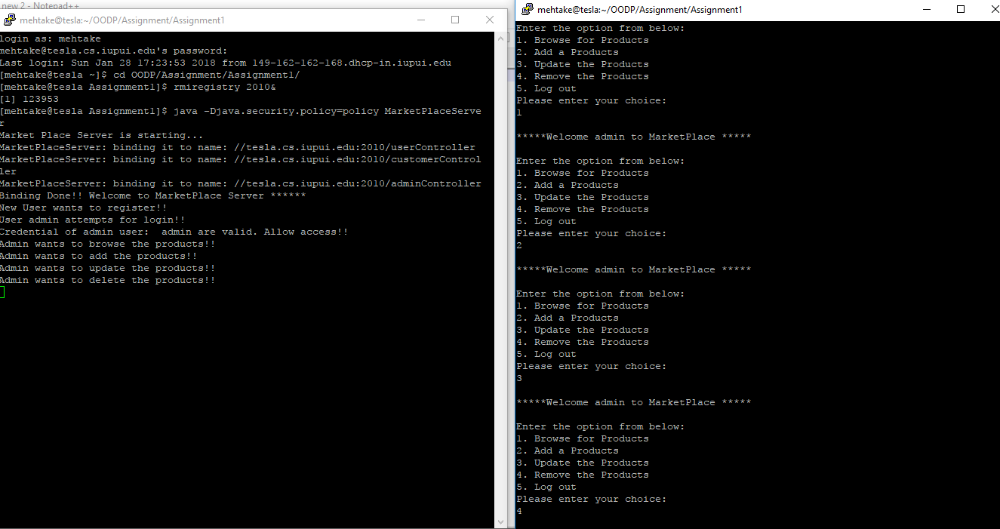 new 2 - Notepad++
mehtake@tesla:~/OODP/Assignment/Assignment1
login as: mehtake
mehtake@tesla.cs.iupui.edu's password:
Last login: Sun Jan 28 17:23:53 2018 from 149-162-162-168.dhcp-in.iupui.edu
[mehtake@tesla ~]$ cd OODP/Assignment/Assignment1/
[mehtake@tesla Assignment1]$ rmiregistry 2010&
[1] 123953
[mehtake@tesla Assignment1]$ java -Djava.security.policy=policy MarketPlaceServe
r
Market Place Server is starting...
MarketPlaceServer: binding it to name: //tesla.cs.iupui.edu:2010/userController
MarketPlaceServer: binding it to name: //tesla.cs.iupui.edu:2010/customerControl
ler
MarketPlaceServer: binding it to name: //tesla.cs.iupui.edu:2010/adminController
Binding Done!! Welcome to MarketPlace Server ******
New User wants to register!!
User admin attempts for login!!
Credential of admin user:  admin are valid. Allow access!!
Admin wants to browse the products!!
Admin wants to add the products!!
Admin wants to update the products!!
Admin wants to delete the products!!
mehtake@tesla:~/OODP/Assignment/Assignment1
Enter the option from below:
1. Browse for Products
2. Add a Products
3. Update the Products
4. Remove the Products
5. Log out
Please enter your choice:
1
*****Welcome admin to MarketPlace *****
Enter the option from below:
1. Browse for Products
2. Add a Products
3. Update the Products
4. Remove the Products
5. Log out
Please enter your choice:
2
*****Welcome admin to MarketPlace *****
Enter the option from below:
1. Browse for Products
2. Add a Products
3. Update the Products
4. Remove the Products
5. Log out
Please enter your choice:
3
*****Welcome admin to MarketPlace *****
Enter the option from below:
1. Browse for Products
2. Add a Products
3. Update the Products
4. Remove the Products
5. Log out
Please enter your choice:
4